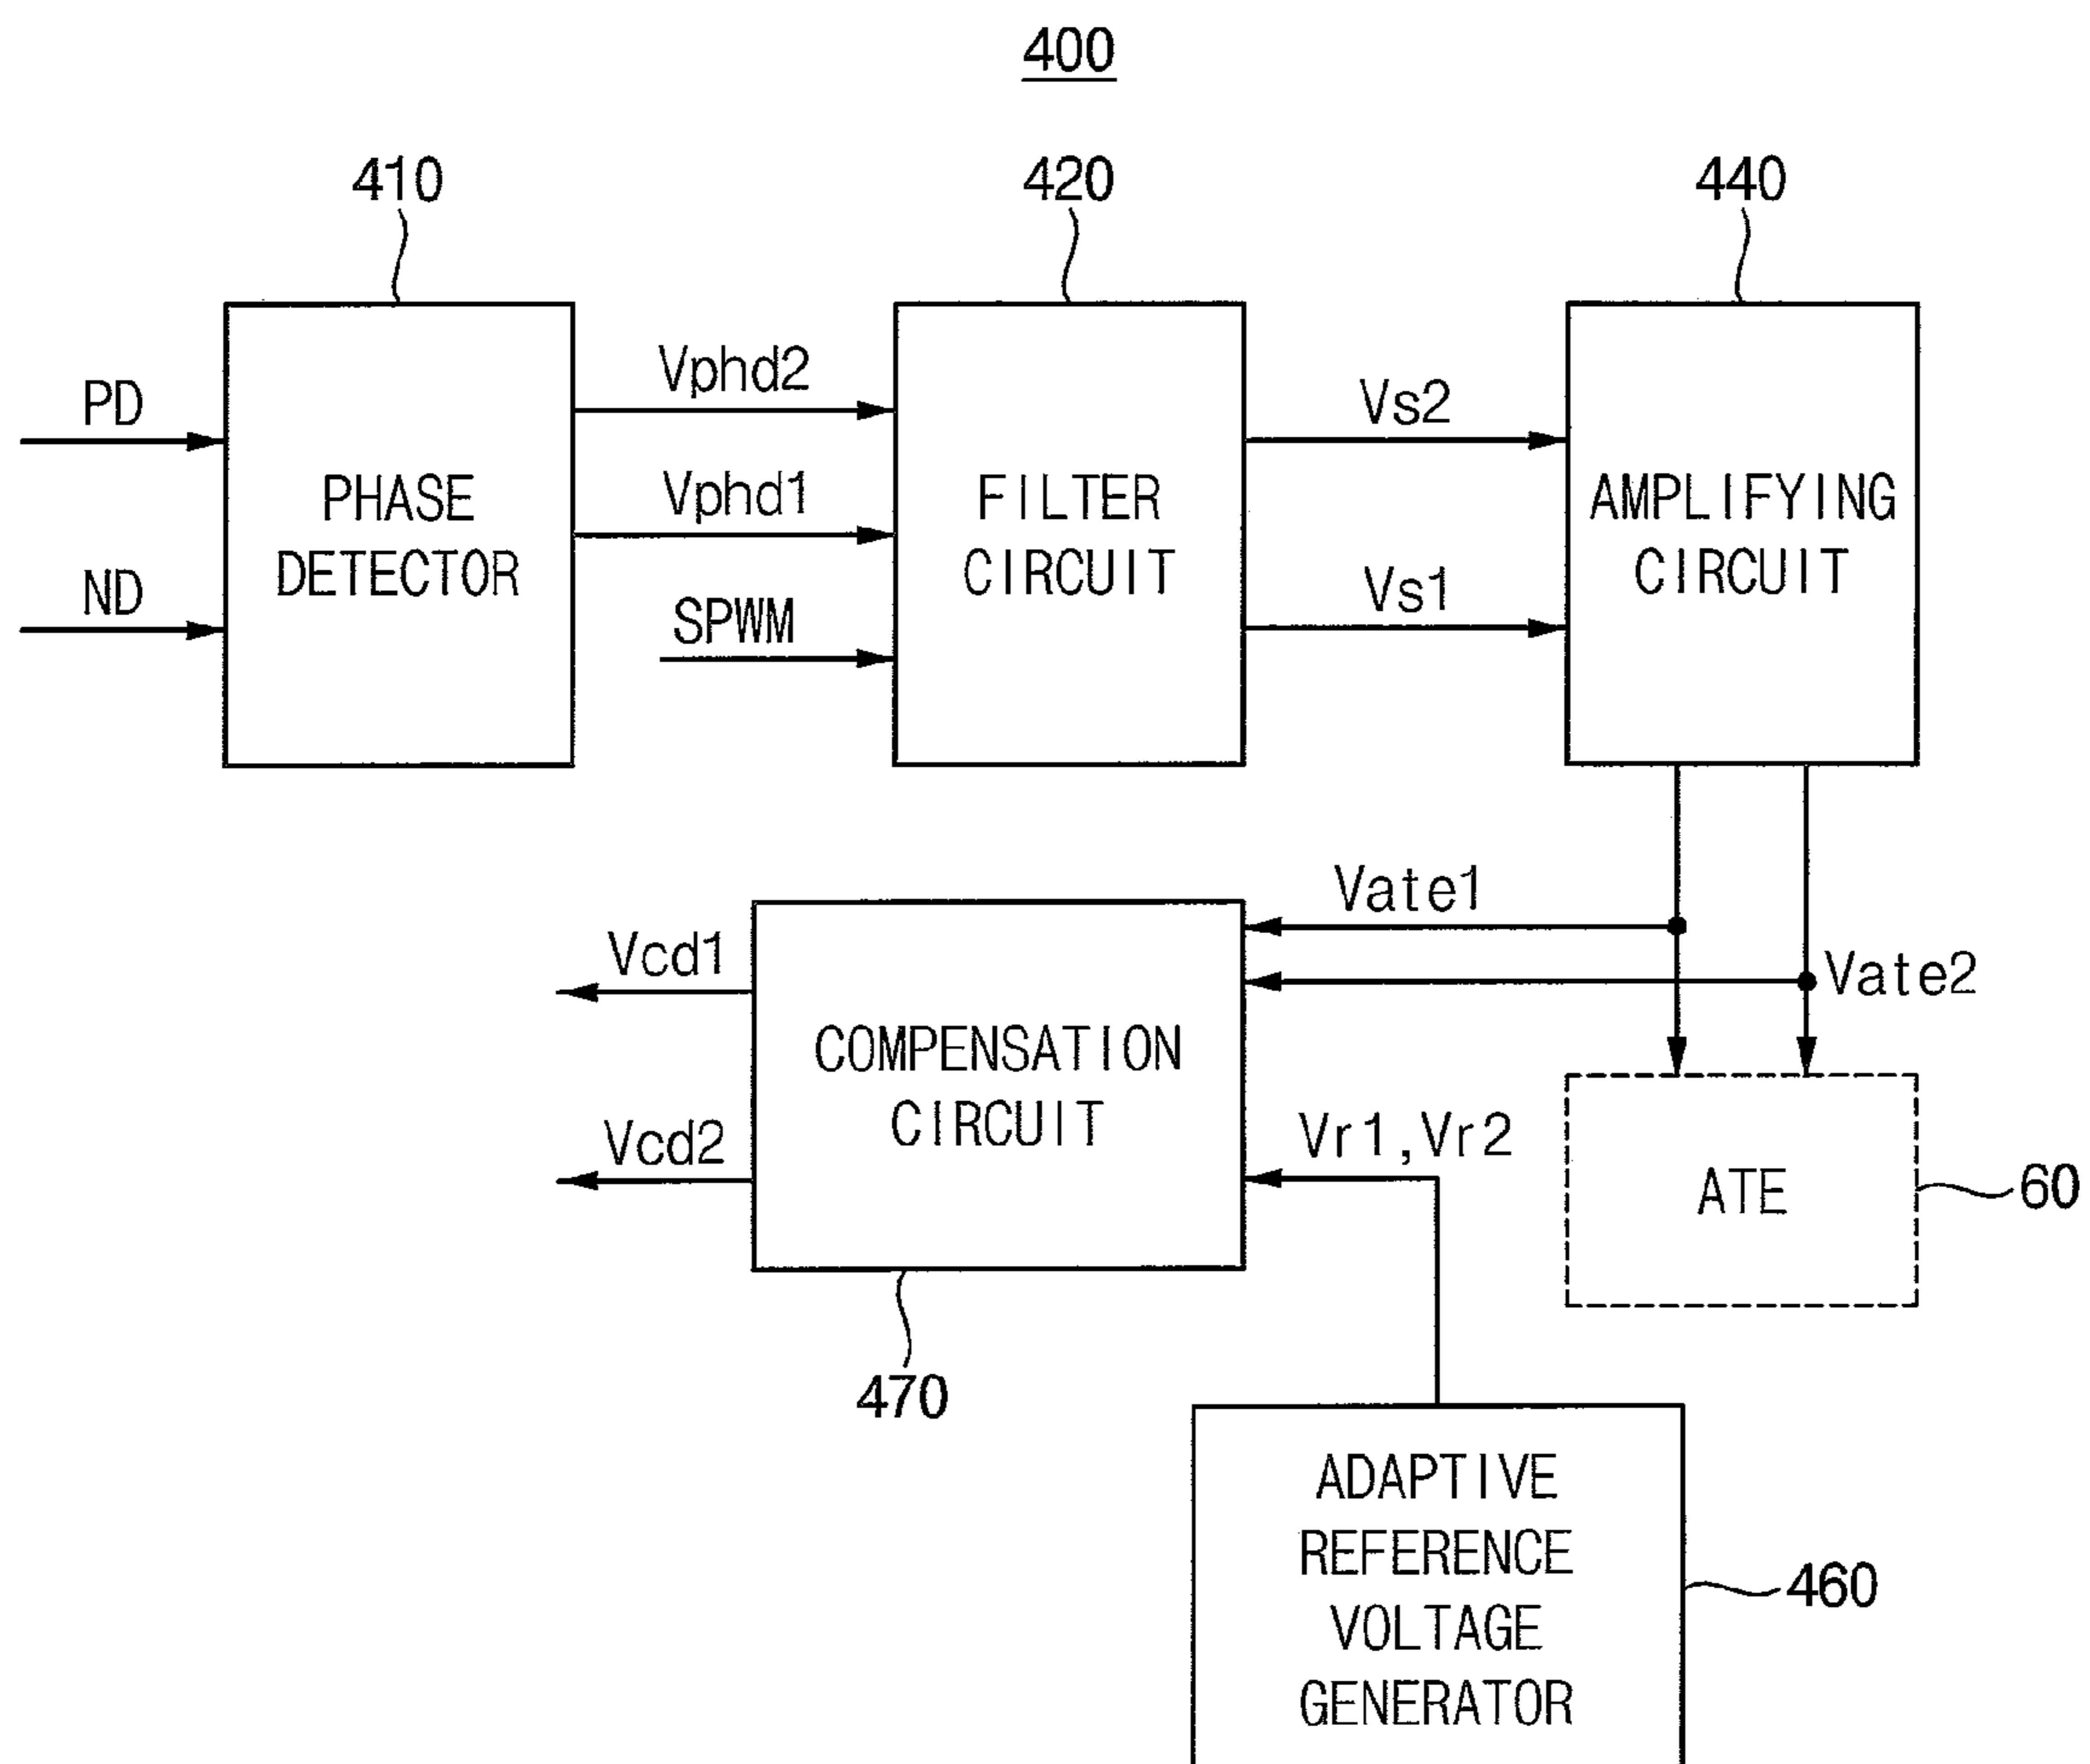 400
410
420
440
PD
ND
PHASE
DETECTOR
Vphd2
Vphd1
SPWM
FILTER
CIRCUIT
Vs2
Vs1
AMPLIFYING
CIRCUIT
Vate1
Vate2
Vcd1
Vcd2
COMPENSATION
CIRCUIT
Vr1,Vr2
ATE
60
470
ADAPTIVE
REFERENCE
VOLTAGE
GENERATOR
460